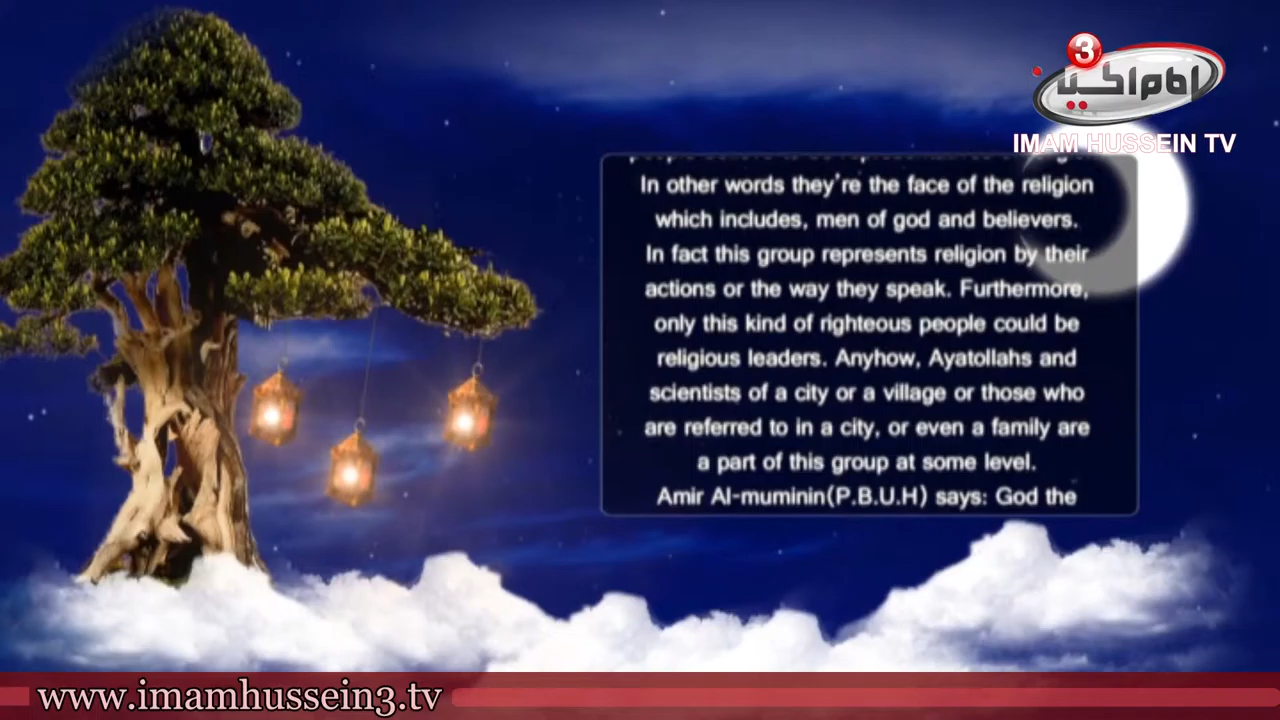 3
امام حسین
IMAM HUSSEIN TV
In other words they're the face of the religion
which includes, men of god and believers.
In fact this group represents religion by their
actions or the way they speak. Furthermore,
only this kind of righteous people could be
religious leaders. Anyhow, Ayatollahs and
scientists of a city or a village or those who
are referred to in a city, or even a family are
a part of this group at some level.
Amir Al-muminin(P.B.U.H) says: God the
www.imamhussein3.tv